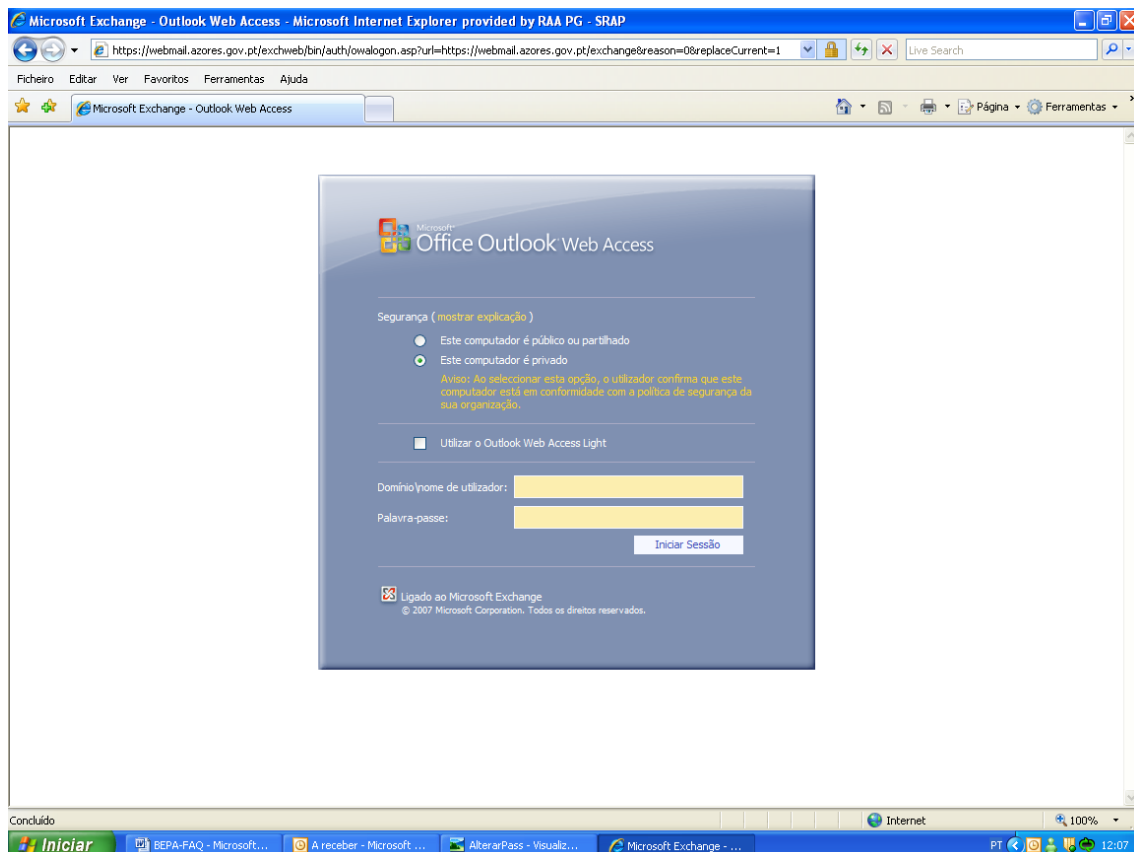 Microsoft Exchange - Outlook Web Access - Microsoft Internet Explorer provided by RAA PG - SRAP
https://webmail.azores.gov.pt/exchweb/bin/auth/owalogon.asp?url=https://webmail.azores.gov.pt/exchange&reason=0&replaceCurrent=1
Live Search
Ficheiro Editar Ver Favoritos Ferramentas Ajuda
Microsoft Exchange - Outlook Web Access
Página Ferramentas
Microsoft
Office Outlook Web Access
Segurança ( mostrar explicação )
Este computador é público ou partilhado
Este computador é privado
Aviso: Ao seleccionar esta opção, o utilizador confirma que este
computador está em conformidade com a política de segurança da
sua organização.
Utilizar o Outlook Web Access Light
Domínio\nome de utilizador:
Palavra-passe:
Iniciar Sessão
Ligado ao Microsoft Exchange
© 2007 Microsoft Corporation. Todos os direitos reservados.
Concluído
Internet
100%
Iniciar
BEPA-FAQ - Microsoft...
A receber - Microsoft ...
AlterarPass - Visualiz...
Microsoft Exchange - ...
PT
12:07